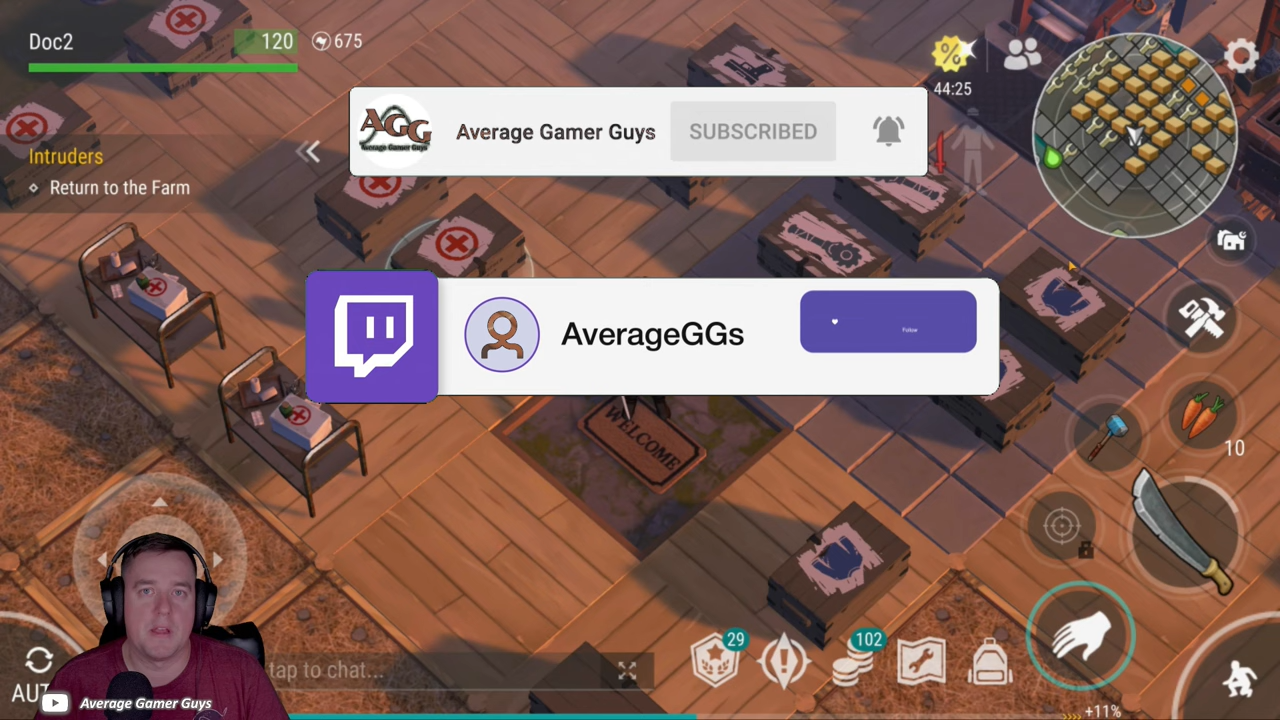 Doc2
120
675
44:25
AGG
Average Gamer Guys
Average Gamer Guys
SUBSCRIBED
Intruders
Return to the Farm
AverageGGs
Follow
WELCOME
10
29
102
tap to chat...
AUT
Average Gamer Guys
+11%